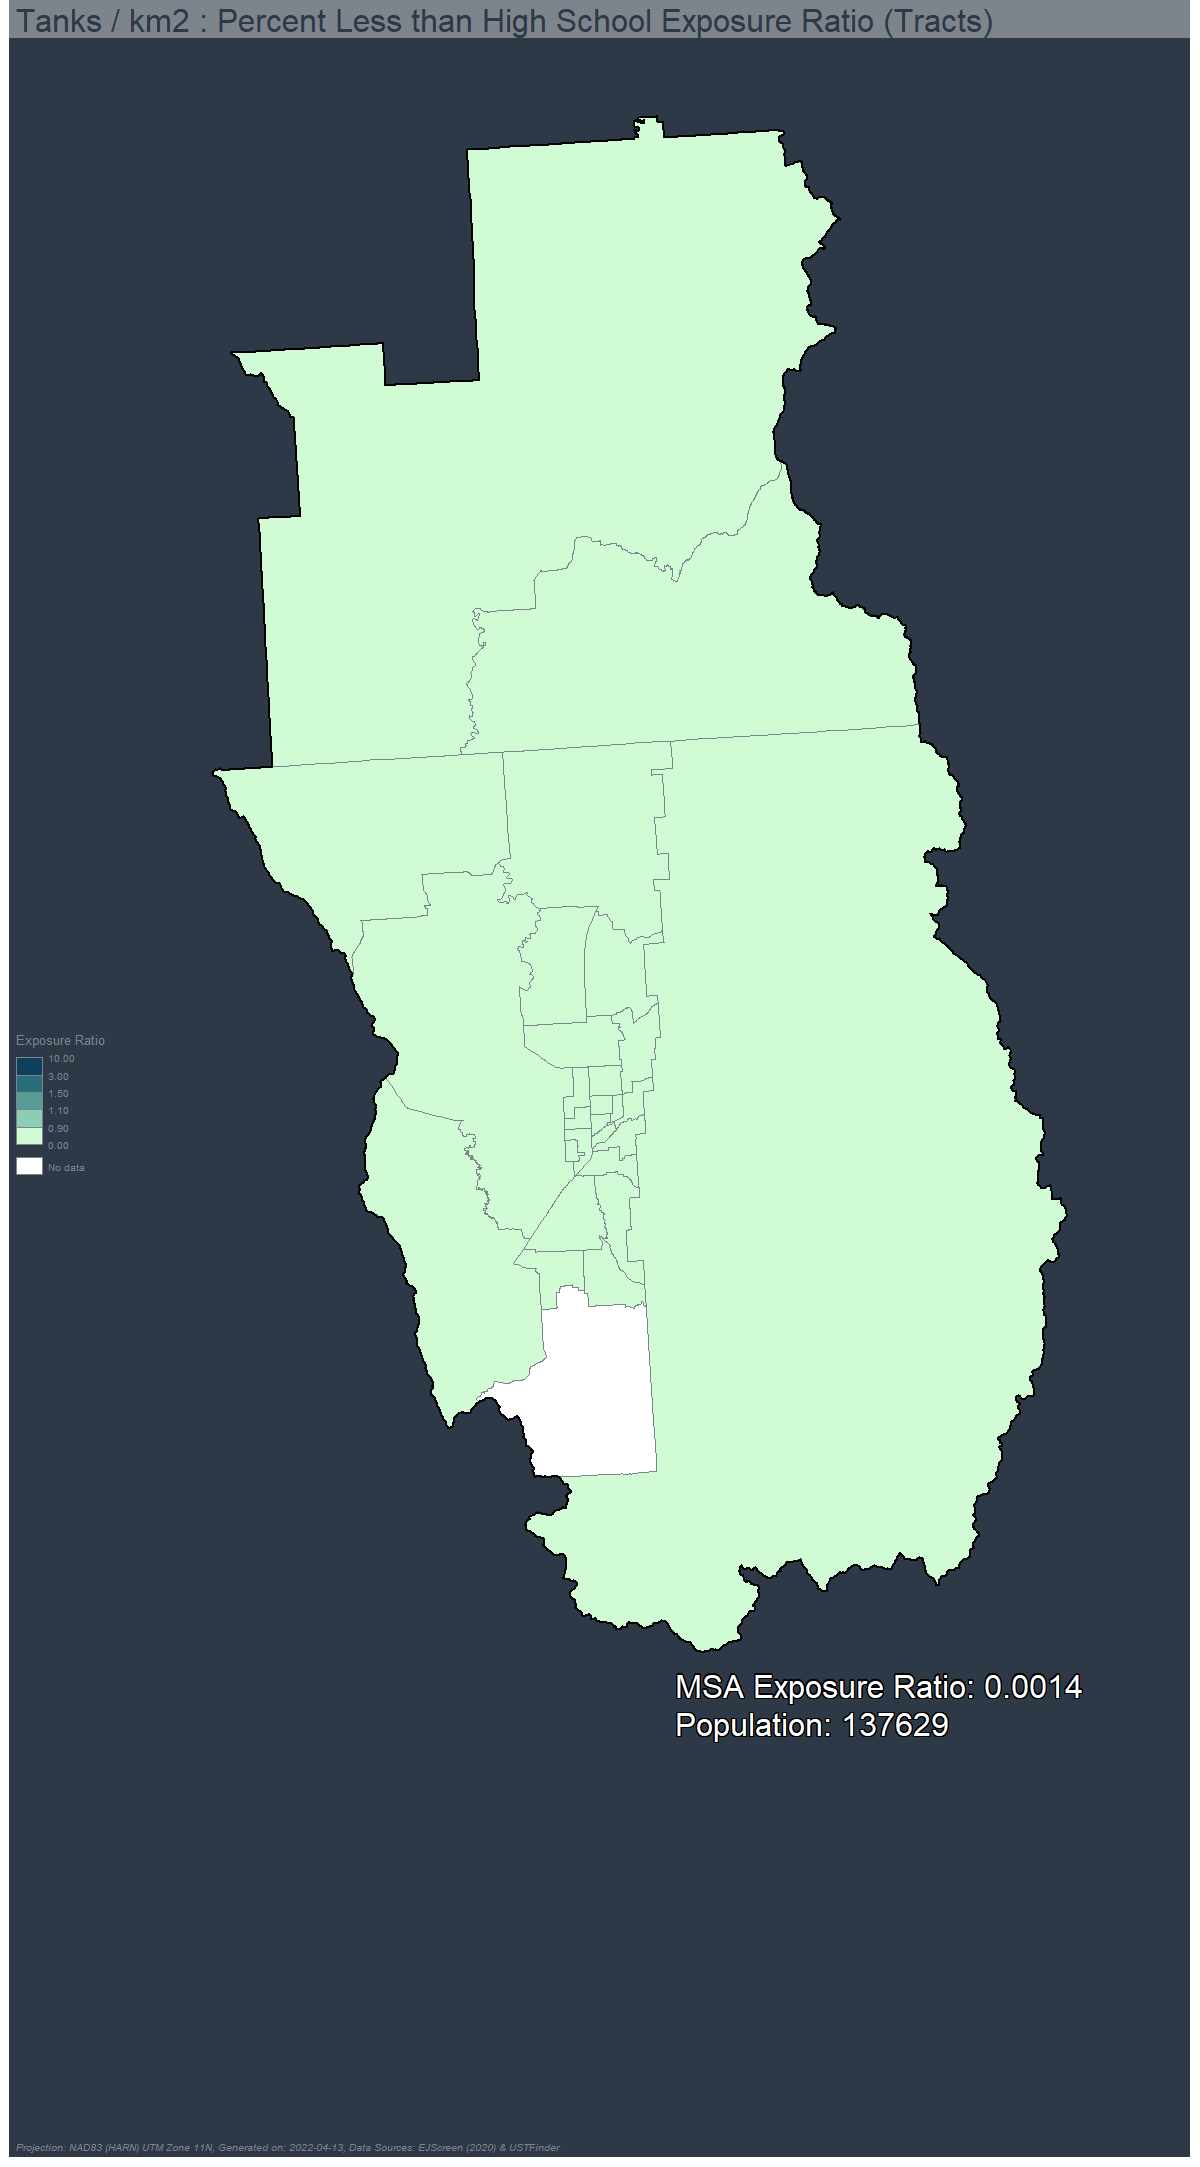 Tanks / km2 : Percent Less than High School Exposure Ratio (Tracts)
Exposure Ratio
10.00
3.00
1.50
1.10
0.90
0.00
No data
MSA Exposure Ratio: 0.0014
Population: 137629
Projection: NAD83 (HARN) UTM Zone 11N, Generated on: 2022-04-13, Data Sources: EJScreen (2020) & USTFinder